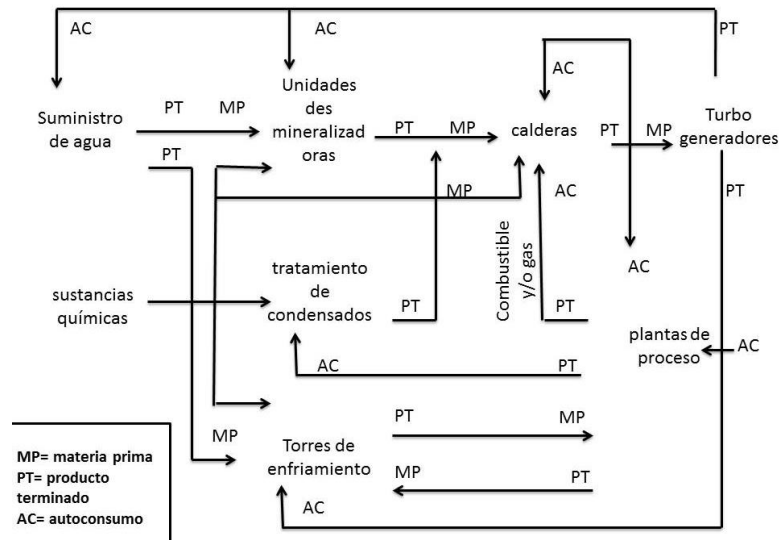 AC
AC
PT
Suministro
de agua
PT
MP
Unidades
des
mineralizad
oras
PT
MP
AC
calderas
PT
MP
Turbo
generadores
PT
MP
AC
PT
AC
sustancias
químicas
tratamiento
de
condensados
PT
Combustible
y/o gas
PT
plantas de
proceso
AC
AC
PT
MP
Torres de
enfriamiento
PT
MP
MP
PT
AC
MP= materia prima
PT= producto
terminado
AC= autoconsumo